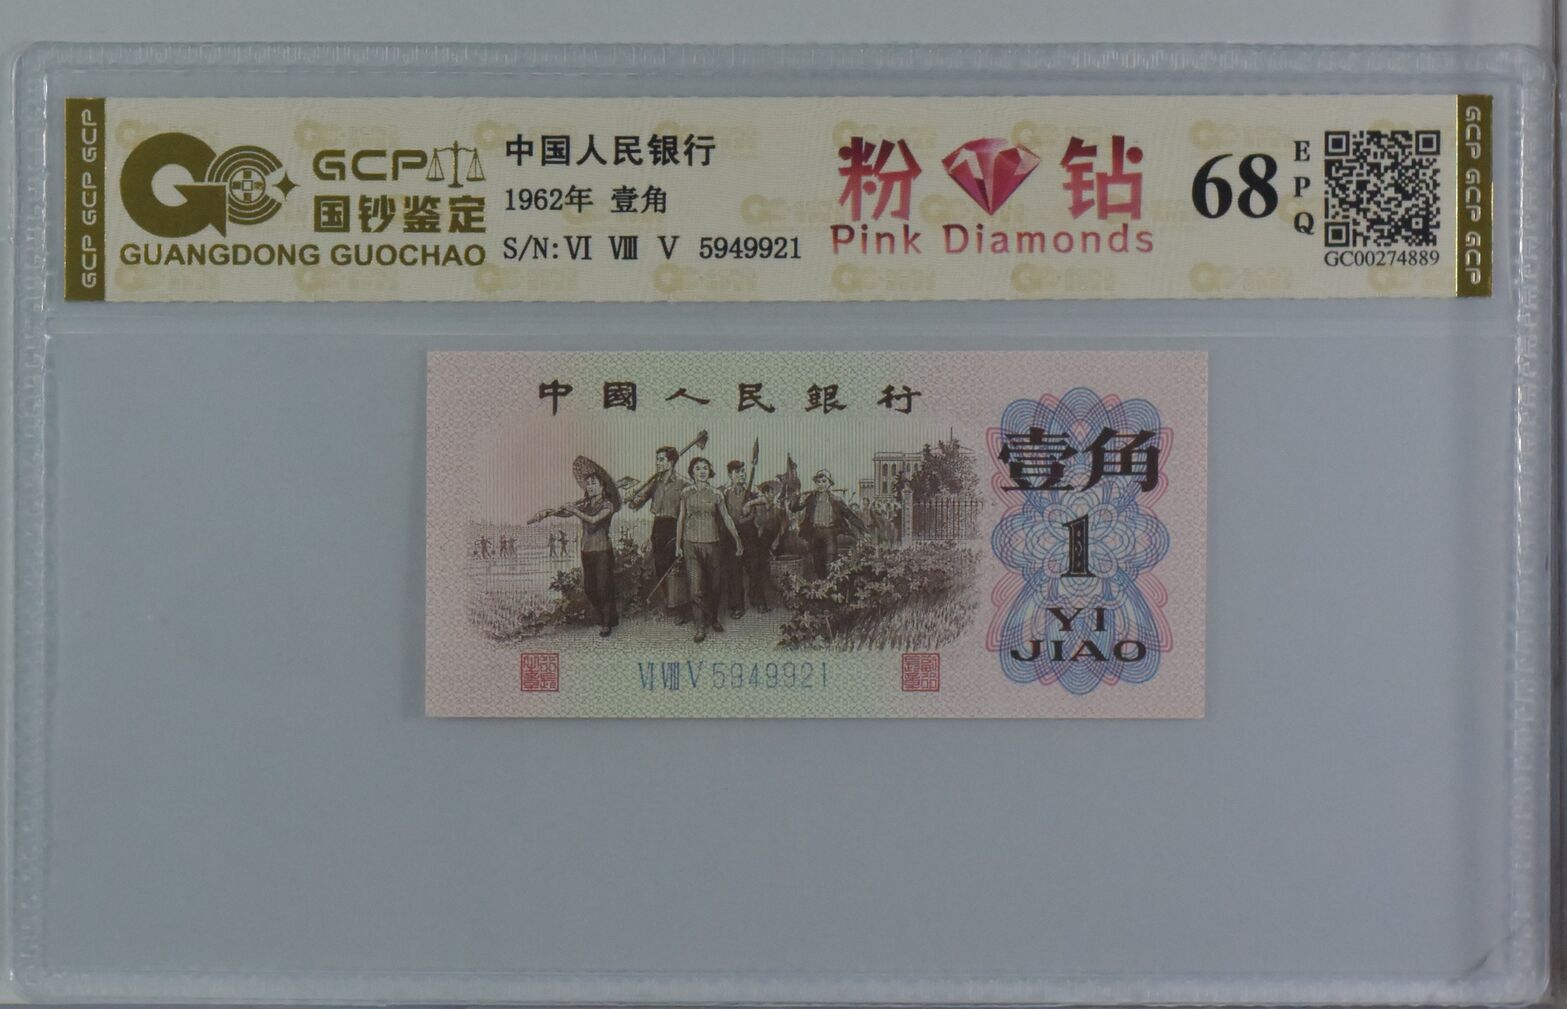 GCP GCP GCP
GCP
国钞鉴定
GUANGDONG GUOCHAO
中国人民银行
1962年 壹角
S/N: VI VIII V 5949921
粉钻
Pink Diamonds
68
EPQ
GC00274889
GCP GCP GCP
中國人民銀行
壹角
1
YI
JIAO
VI VIII V 5949921